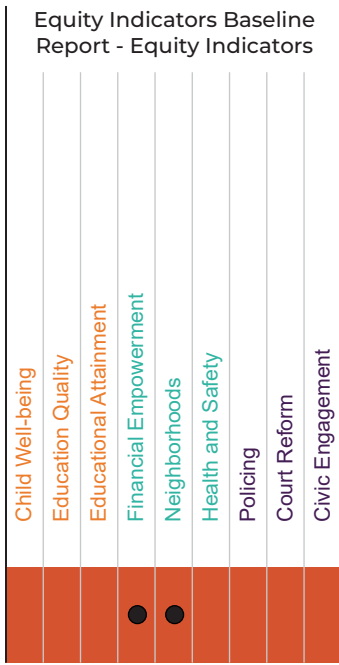 Equity Indicators Baseline
Report - Equity Indicators
Child Well-being
Education Quality
Educational Attainment
Financial Empowerment
Neighborhoods
Health and Safety
Policing
Court Reform
Civic Engagement